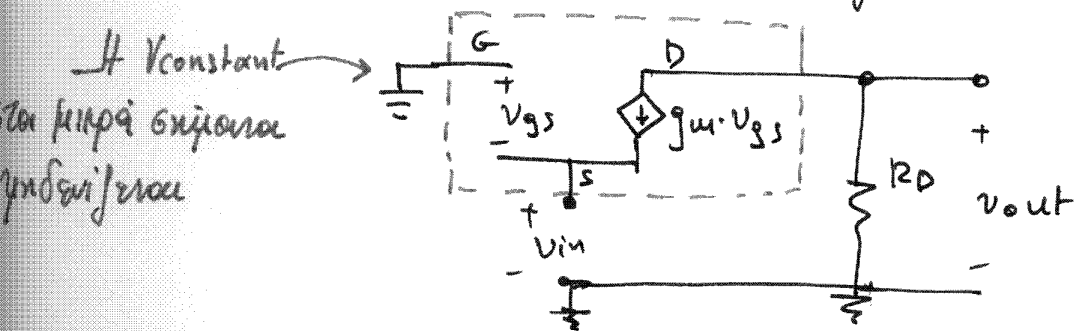 Η Vconstant
στα μικρά σήματα
μηδενίζεται
G
D
+
Vgs
-
gm·Vgs
S
+
Vin
-
RD
+
vout
-